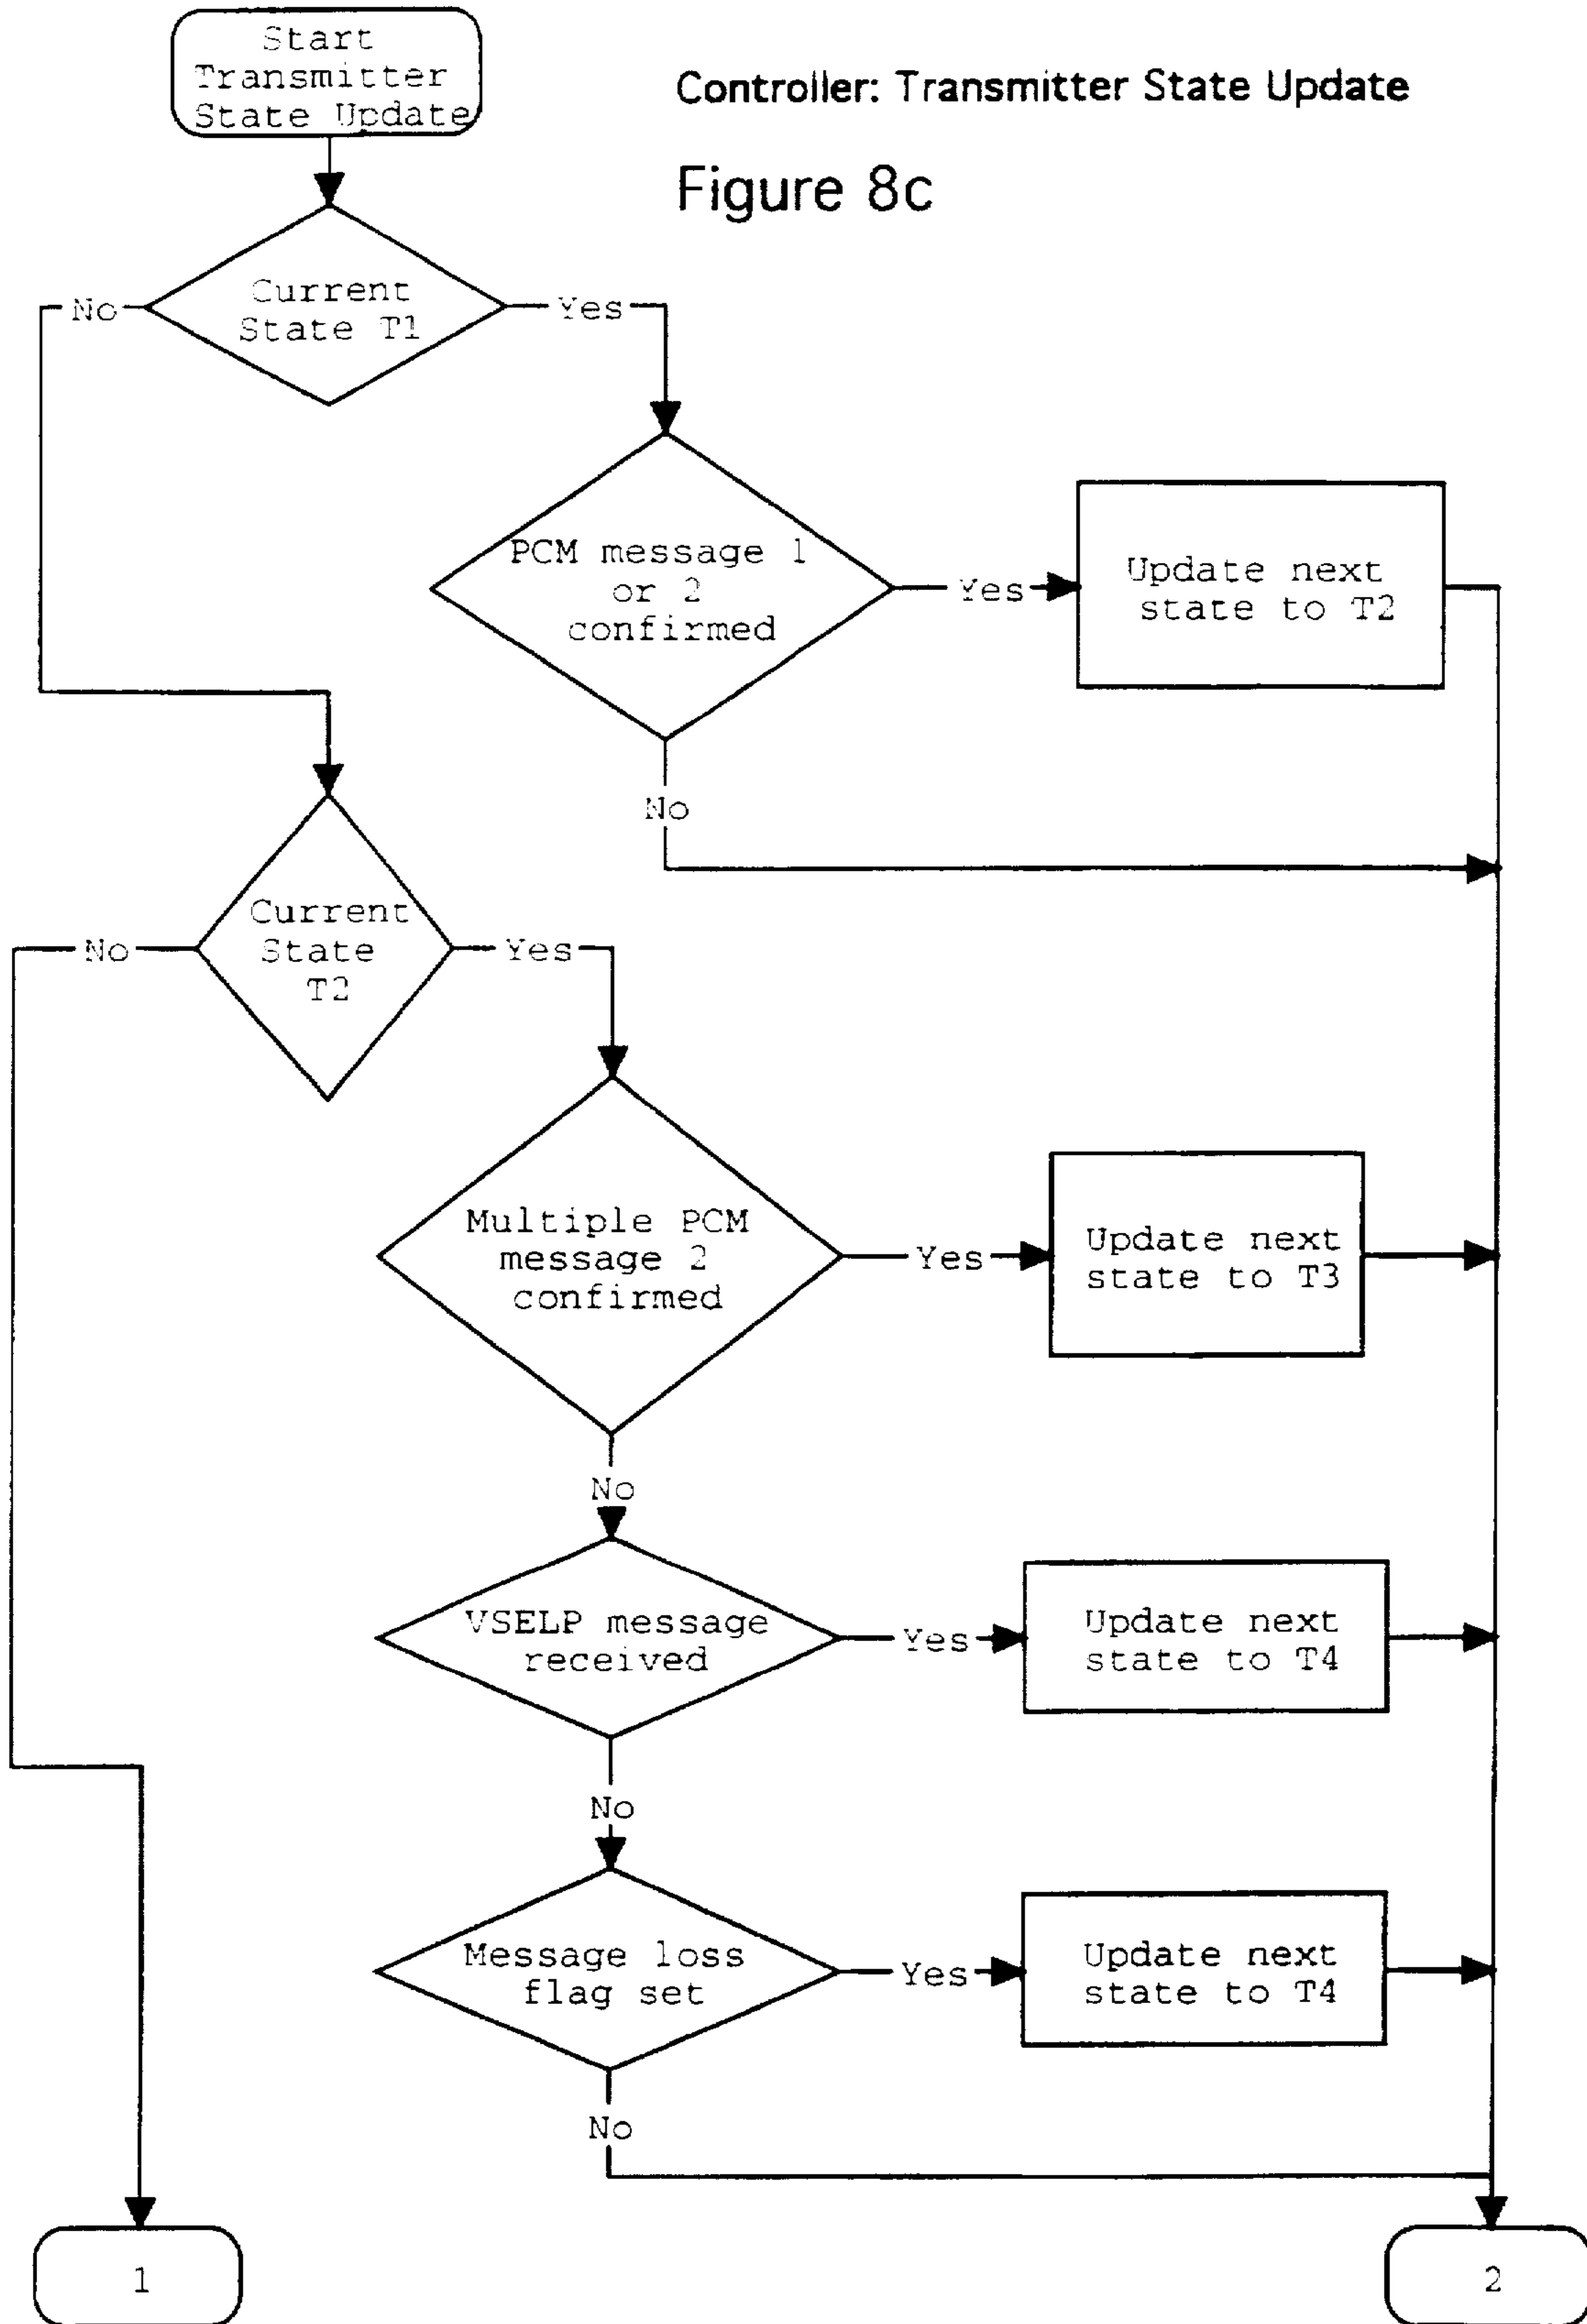 Start
Transmitter
State Update
Controller: Transmitter State Update
Figure 8c
Current
State T1
No
Yes
PCM message 1
or 2
confirmed
Yes
Update next
state to T2
No
Current
State
T2
No
Yes
Multiple PCM
message 2
confirmed
Yes
Update next
state to T3
No
VSELP message
received
Yes
Update next
state to T4
No
Message loss
flag set
Yes
Update next
state to T4
No
1
2